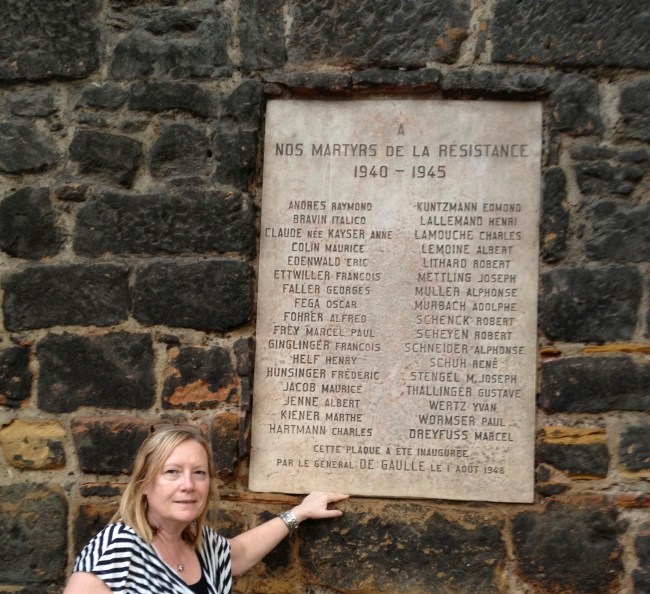 A
NOS MARTYRS DE LA RÉSISTANCE
1940 – 1945
ANDRES RAYMOND
BRAVIN ITALICO
CLAUDE NÉE KAYSER ANNE
COLIN MAURICE
EDENWALD ERIC
ETTWILLER FRANÇOIS
FALLER GEORGES
FEGA OSCAR
FOHRER ALFRED
FREY MARCEL PAUL
GINGLINGER FRANÇOIS
HELF HENRY
HUNSINGER FRÉDÉRIC
JACOB MAURICE
JENNE ALBERT
KIENER MARTHE
HARTMANN CHARLES
KUNTZMANN EDMOND
LALLEMAND HENRI
LAMOUCHE CHARLES
LEMOINE ALBERT
LITHARD ROBERT
METTLING JOSEPH
MULLER ALPHONSE
MURBACH ADOLPHE
SCHENCK ROBERT
SCHEYEN ROBERT
SCHNEIDER ALPHONSE
SCHUH RENÉ
STENGEL M. JOSEPH
THALLINGER GUSTAVE
WERTZ YVAN
WORMSER PAUL
DREYFUSS MARCEL
CETTE PLAQUE A ÉTÉ INAUGURÉE
PAR LE GÉNÉRAL DE GAULLE LE 1 AOÛT 1948